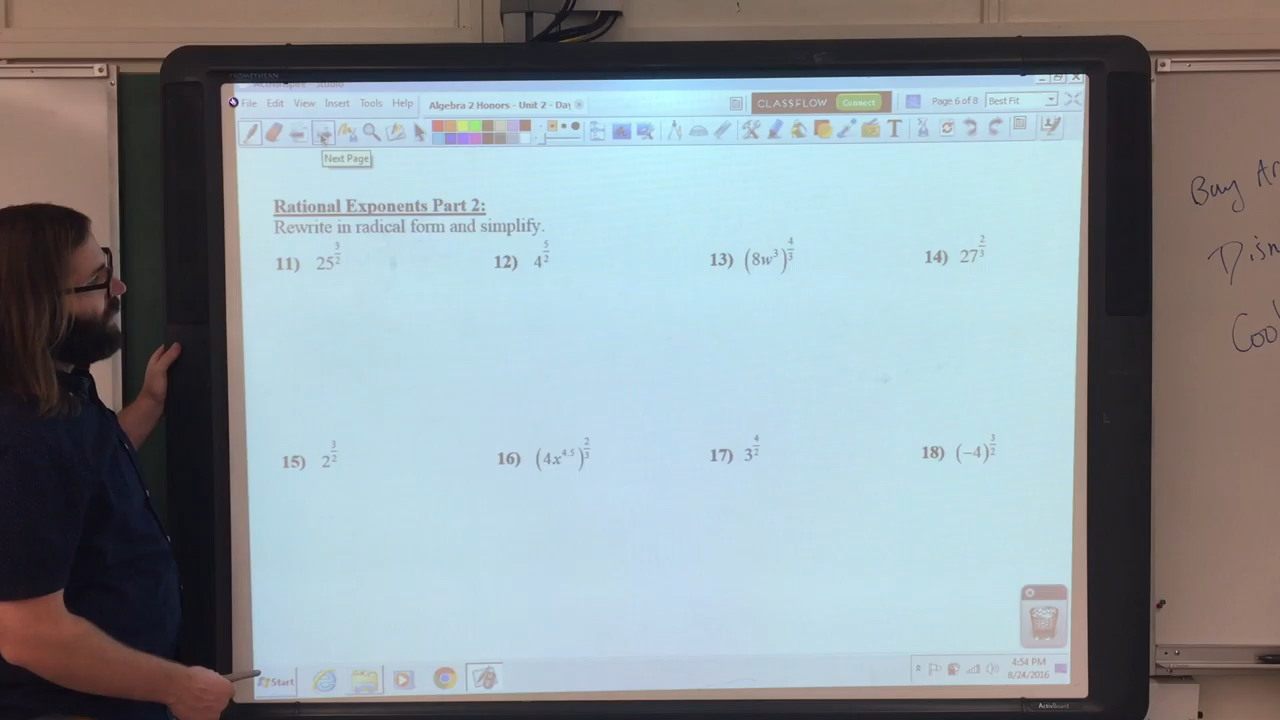 PROMETHEAN
File Edit View Insert Tools Help
Algebra 2 Honors - Unit 2 - Day
CLASSFLOW Connect
Page 6 of 8
Best Fit
Next Page
Rational Exponents Part 2:
Rewrite in radical form and simplify.
11) 25^(3/2) 12) 4^(5/2) 13) (8w^3)^(4/3) 14) 27^(2/3)
15) 2^(3/2) 16) (4x^4.5)^(2/3) 17) 3^(4/2) 18) (−4)^(3/2)
Start
4:54 PM
8/24/2016
ActivBoard
Bay